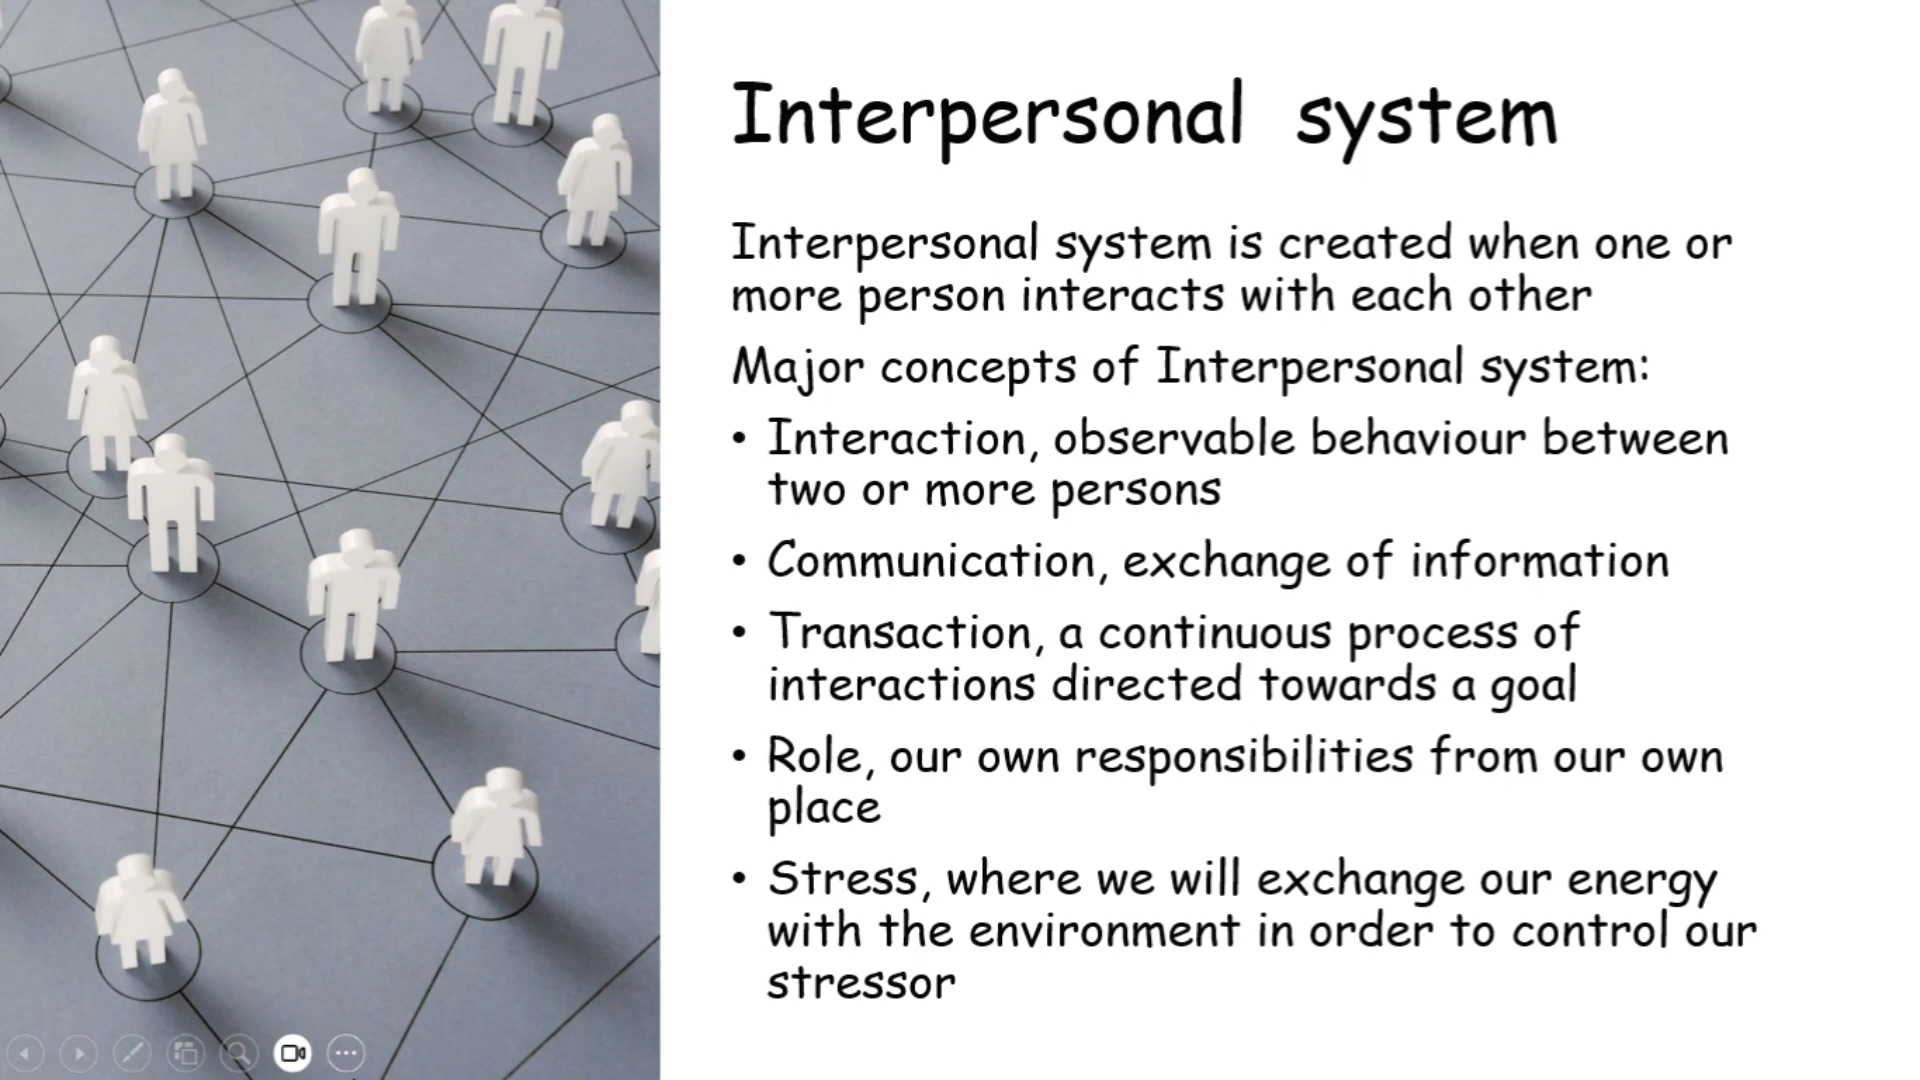 Interpersonal system
Interpersonal system is created when one or
more person interacts with each other
Major concepts of Interpersonal system:
• Interaction, observable behaviour between
two or more persons
• Communication, exchange of information
• Transaction, a continuous process of
interactions directed towards a goal
• Role, our own responsibilities from our own
place
• Stress, where we will exchange our energy
with the environment in order to control our
stressor